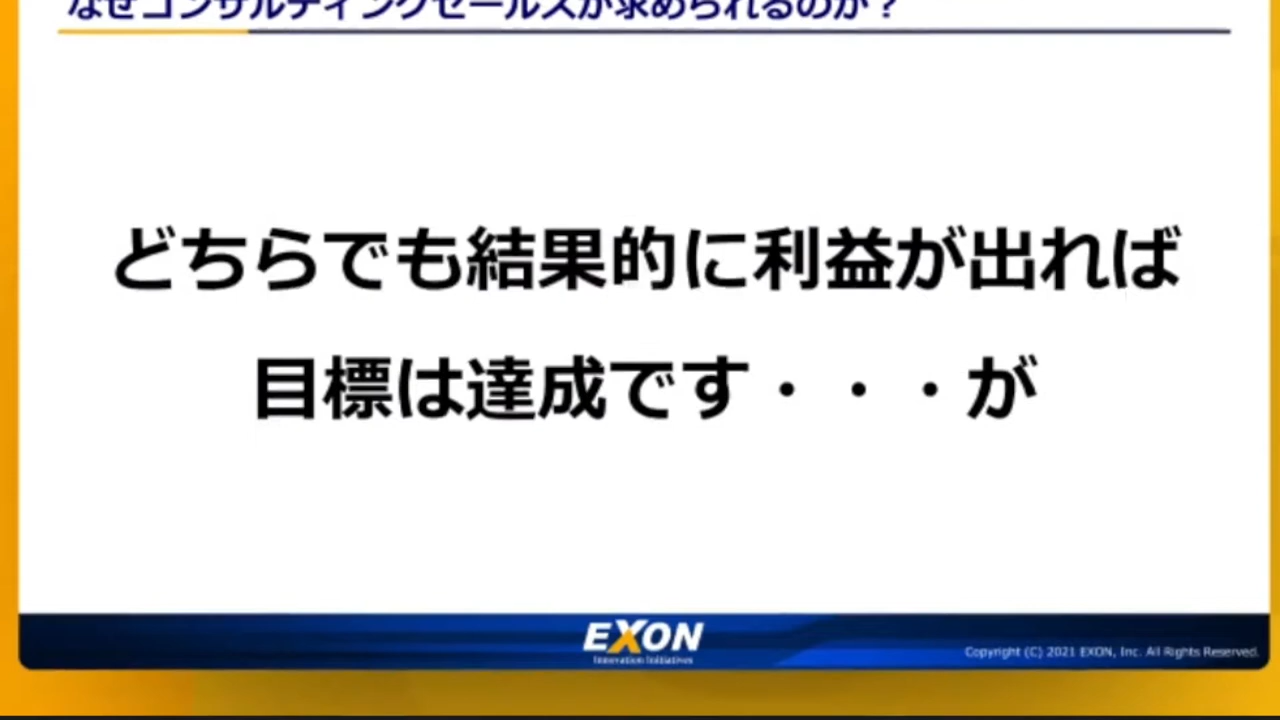 なぜコンサルティングセールスが求められるのか？
どちらでも結果的に利益が出れば
目標は達成です・・・が
EXON
Innovation Initiatives
Copyright (C) 2021 EXON, Inc. All Rights Reserved.